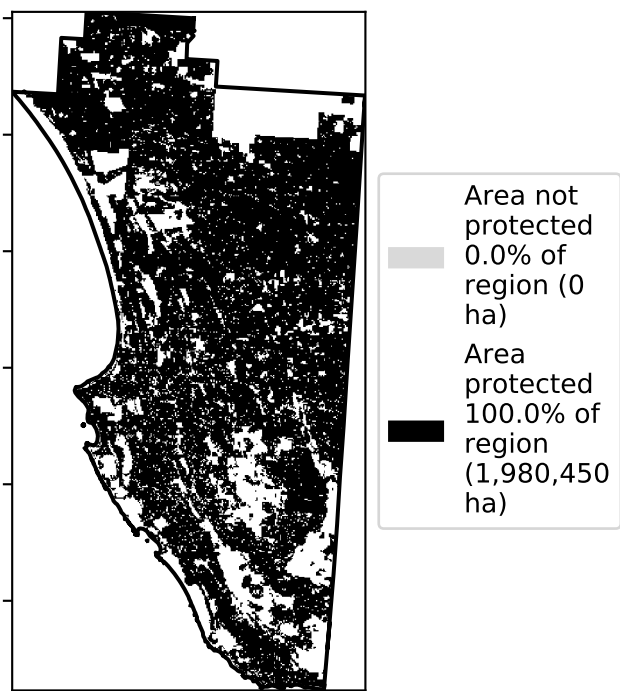 Area not
protected
0.0% of
region (0
ha)
Area
protected
100.0% of
region
(1,980,450
ha)